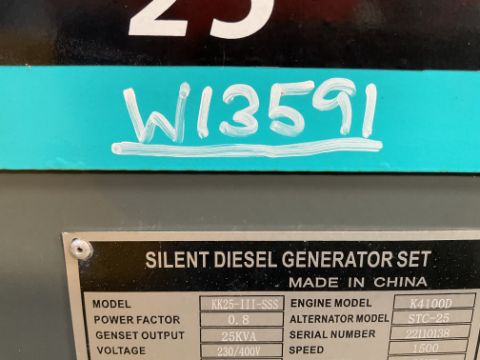 25
W13591
SILENT DIESEL GENERATOR SET
MADE IN CHINA
MODEL KK25-III-SSS ENGINE MODEL K4100D
POWER FACTOR 0.8 ALTERNATOR MODEL STC-25
GENSET OUTPUT 25KVA SERIAL NUMBER 22110138
VOLTAGE 230/400V SPEED 1500